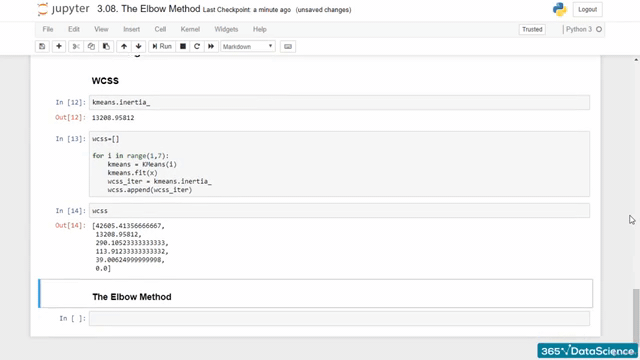 jupyter 3.08. The Elbow Method Last Checkpoint: a minute ago (unsaved changes) Logout
File Edit View Insert Cell Kernel Widgets Help Trusted Python 3
Run Markdown
WCSS
In [12]: kmeans.inertia_
Out[12]: 13208.95812
In [13]: wcss=[]
for i in range(1,7):
kmeans = KMeans(i)
kmeans.fit(x)
wcss_iter = kmeans.inertia_
wcss.append(wcss_iter)
In [14]: wcss
Out[14]: [42605.41356666667,
13208.95812,
290.10523333333333,
113.91233333333332,
39.00624999999998,
0.0]
The Elbow Method
In [ ]:
365 DataScience